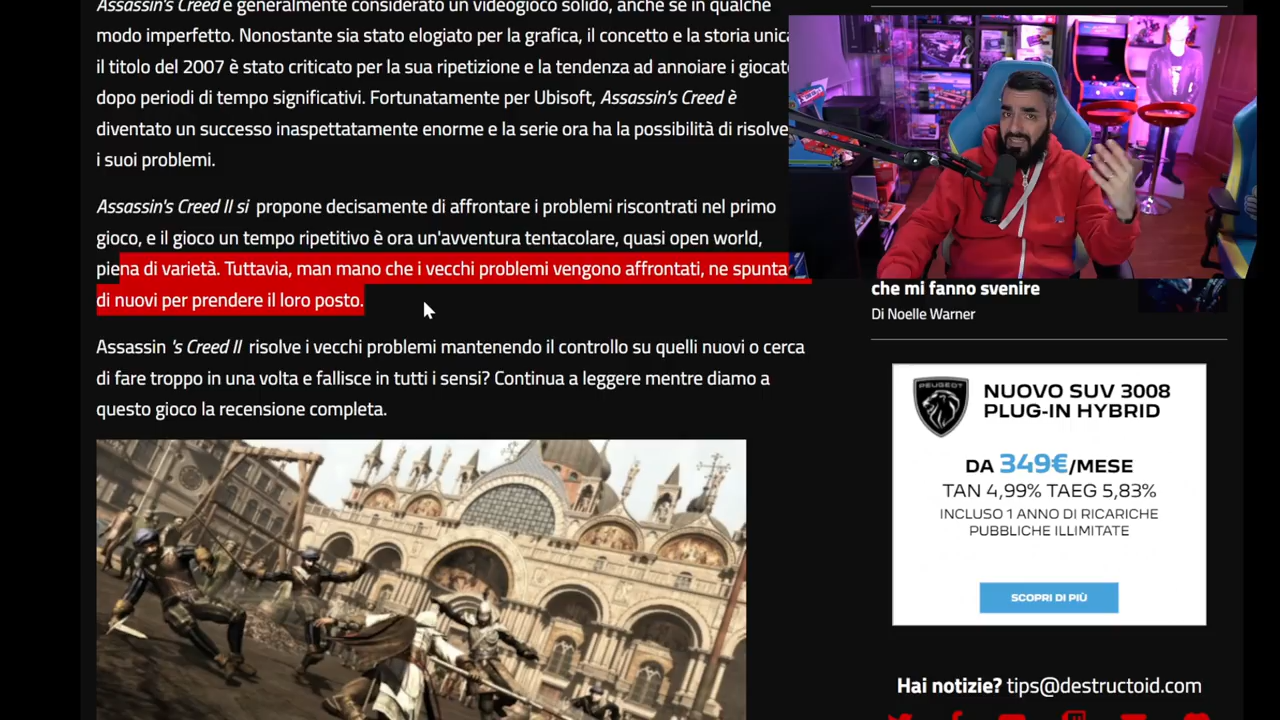 Assassin's Creed è generalmente considerato un videogioco solido, anche se in qualche
modo imperfetto. Nonostante sia stato elogiato per la grafica, il concetto e la storia unica
il titolo del 2007 è stato criticato per la sua ripetizione e la tendenza ad annoiare i
dopo periodi di tempo significativi. Fortunatamente per Ubisoft, Assassin's Creed è
diventato un successo inaspettatamente enorme e la serie ora ha la possibilità di
i suoi problemi.
Assassin's Creed II si propone decisamente di affrontare i problemi riscontrati nel primo
gioco, e il gioco un tempo ripetitivo è ora un'avventura tentacolare, quasi open world,
piena di varietà. Tuttavia, man mano che i vecchi problemi vengono affrontati, ne
di nuovi per prendere il loro posto.
Assassin 's Creed II risolve i vecchi problemi mantenendo il controllo su quelli nuovi o cerca
di fare troppo in una volta e fallisce in tutti i sensi? Continua a leggere mentre diamo a
questo gioco la recensione completa.
che mi fanno svenire
Di Noelle Warner
PEUGEOT
NUOVO SUV 3008
PLUG-IN HYBRID
DA 349€/MESE
TAN 4,99% TAEG 5,83%
INCLUSO 1 ANNO DI RICARICHE
PUBBLICHE ILLIMITATE
SCOPRI DI PIÙ
Hai notizie? tips@destructoid.com